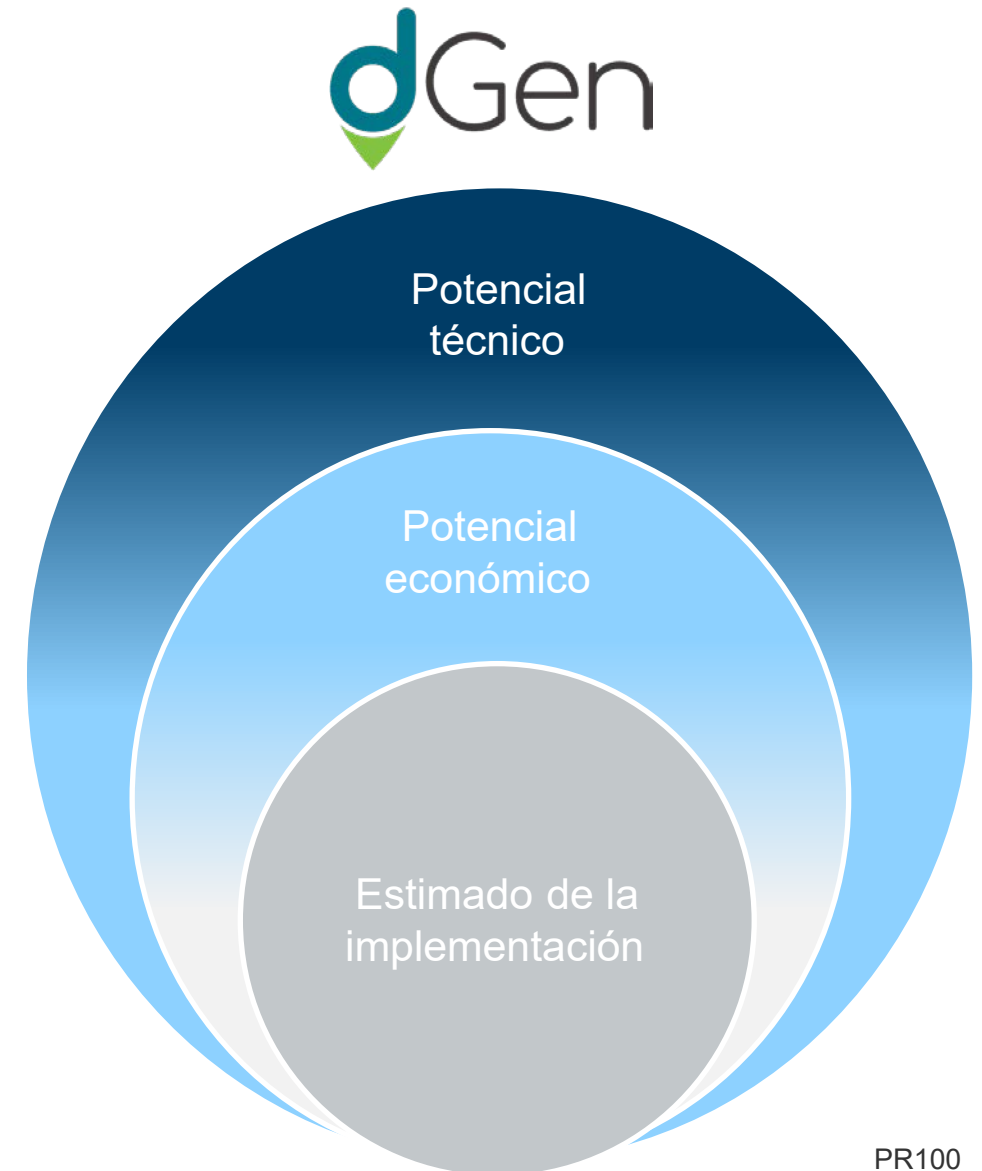 dGen
Potencial
técnico
Potencial
económico
Estimado de la
implementación
PR100